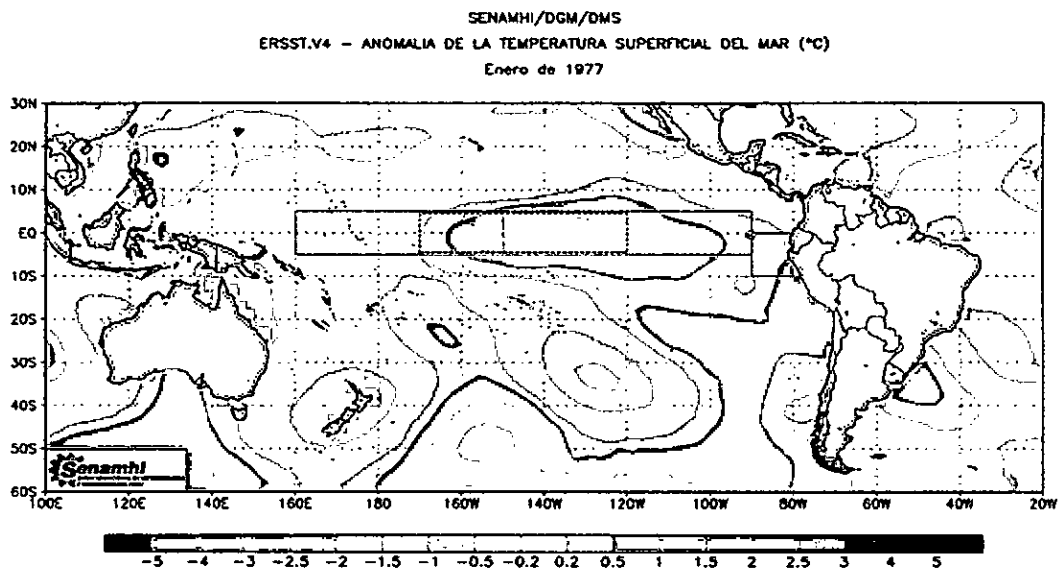 SENAMHI/DGM/DMS
ERSST.V4 – ANOMALIA DE LA TEMPERATURA SUPERFICIAL DEL MAR (°C)
Enero de 1977
30N
20N
10N
EQ
10S
20S
30S
40S
50S
60S
Senamhi
100E 120E 140E 160E 180 160W 140W 120W 100W 80W 60W 40W 20W
-5 -4 -3 -2.5 -2 -1.5 -1 -0.5 -0.2 0.2 0.5 1 1.5 2 2.5 3 4 5